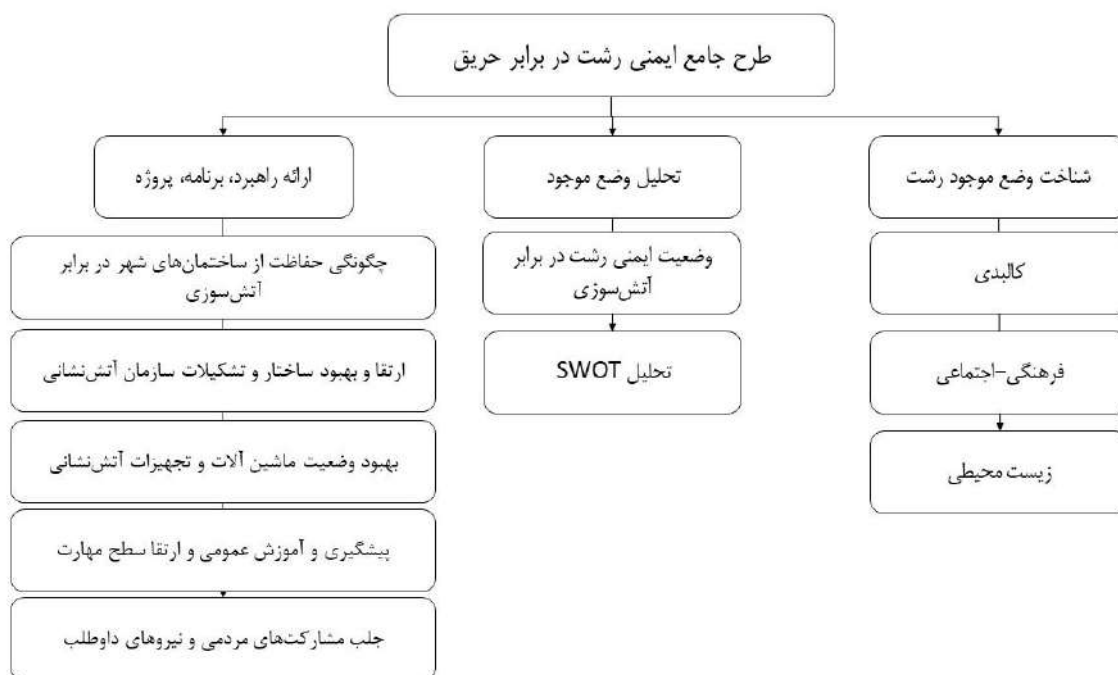 طرح جامع ایمنی رشت در برابر حریق
شناخت وضع موجود رشت
کالبدی
فرهنگی-اجتماعی
زیست محیطی
تحلیل وضع موجود
وضعیت ایمنی رشت در برابر
آتش‌سوزی
تحلیل SWOT
ارائه راهبرد، برنامه، پروژه
چگونگی حفاظت از ساختمان‌های شهر در برابر
آتش‌سوزی
ارتقا و بهبود ساختار و تشکیلات سازمان آتش‌نشانی
بهبود وضعیت ماشین آلات و تجهیزات آتش‌نشانی
پیشگیری و آموزش عمومی و ارتقا سطح مهارت
جلب مشارکت‌های مردمی و نیروهای داوطلب